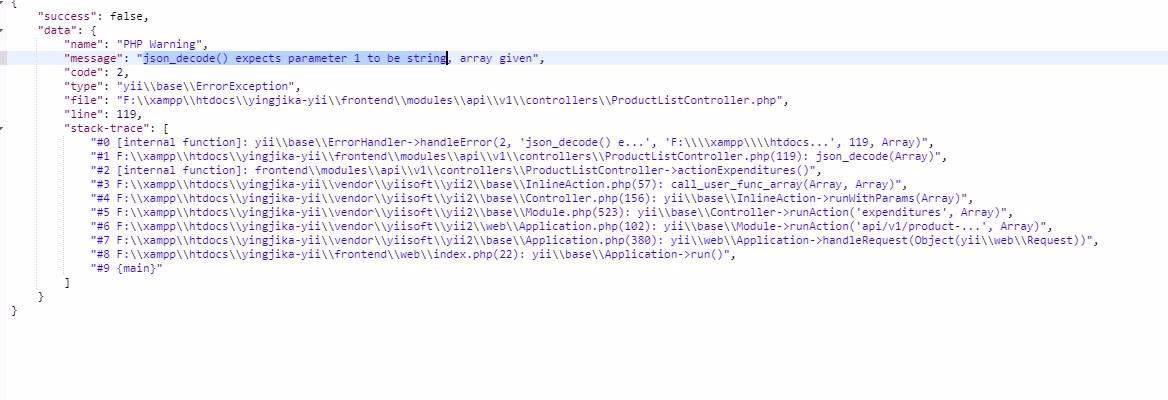 {
"success": false,
"data": {
"name": "PHP Warning",
"message": "json_decode() expects parameter 1 to be string, array given",
"code": 2,
"type": "yii\\base\\ErrorException",
"file": "F:\\xampp\\htdocs\\yingjika-yii\\frontend\\modules\\api\\v1\\controllers\\ProductListController.php",
"line": 119,
"stack-trace": [
"#0 [internal function]: yii\\base\\ErrorHandler->handleError(2, 'json_decode() e...', 'F:\\\\xampp\\\\htdocs...', 119, Array)",
"#1 F:\\xampp\\htdocs\\yingjika-yii\\frontend\\modules\\api\\v1\\controllers\\ProductListController.php(119): json_decode(Array)",
"#2 [internal function]: frontend\\modules\\api\\v1\\controllers\\ProductListController->actionExpenditures()",
"#3 F:\\xampp\\htdocs\\yingjika-yii\\vendor\\yiisoft\\yii2\\base\\InlineAction.php(57): call_user_func_array(Array, Array)",
"#4 F:\\xampp\\htdocs\\yingjika-yii\\vendor\\yiisoft\\yii2\\base\\Controller.php(156): yii\\base\\InlineAction->runWithParams(Array)",
"#5 F:\\xampp\\htdocs\\yingjika-yii\\vendor\\yiisoft\\yii2\\base\\Module.php(523): yii\\base\\Controller->runAction('expenditures', Array)",
"#6 F:\\xampp\\htdocs\\yingjika-yii\\vendor\\yiisoft\\yii2\\web\\Application.php(102): yii\\base\\Module->runAction('api/v1/product-...', Array)",
"#7 F:\\xampp\\htdocs\\yingjika-yii\\vendor\\yiisoft\\yii2\\base\\Application.php(380): yii\\web\\Application->handleRequest(Object(yii\\web\\Request))",
"#8 F:\\xampp\\htdocs\\yingjika-yii\\frontend\\web\\index.php(22): yii\\base\\Application->run()",
"#9 {main}"
]
}
}